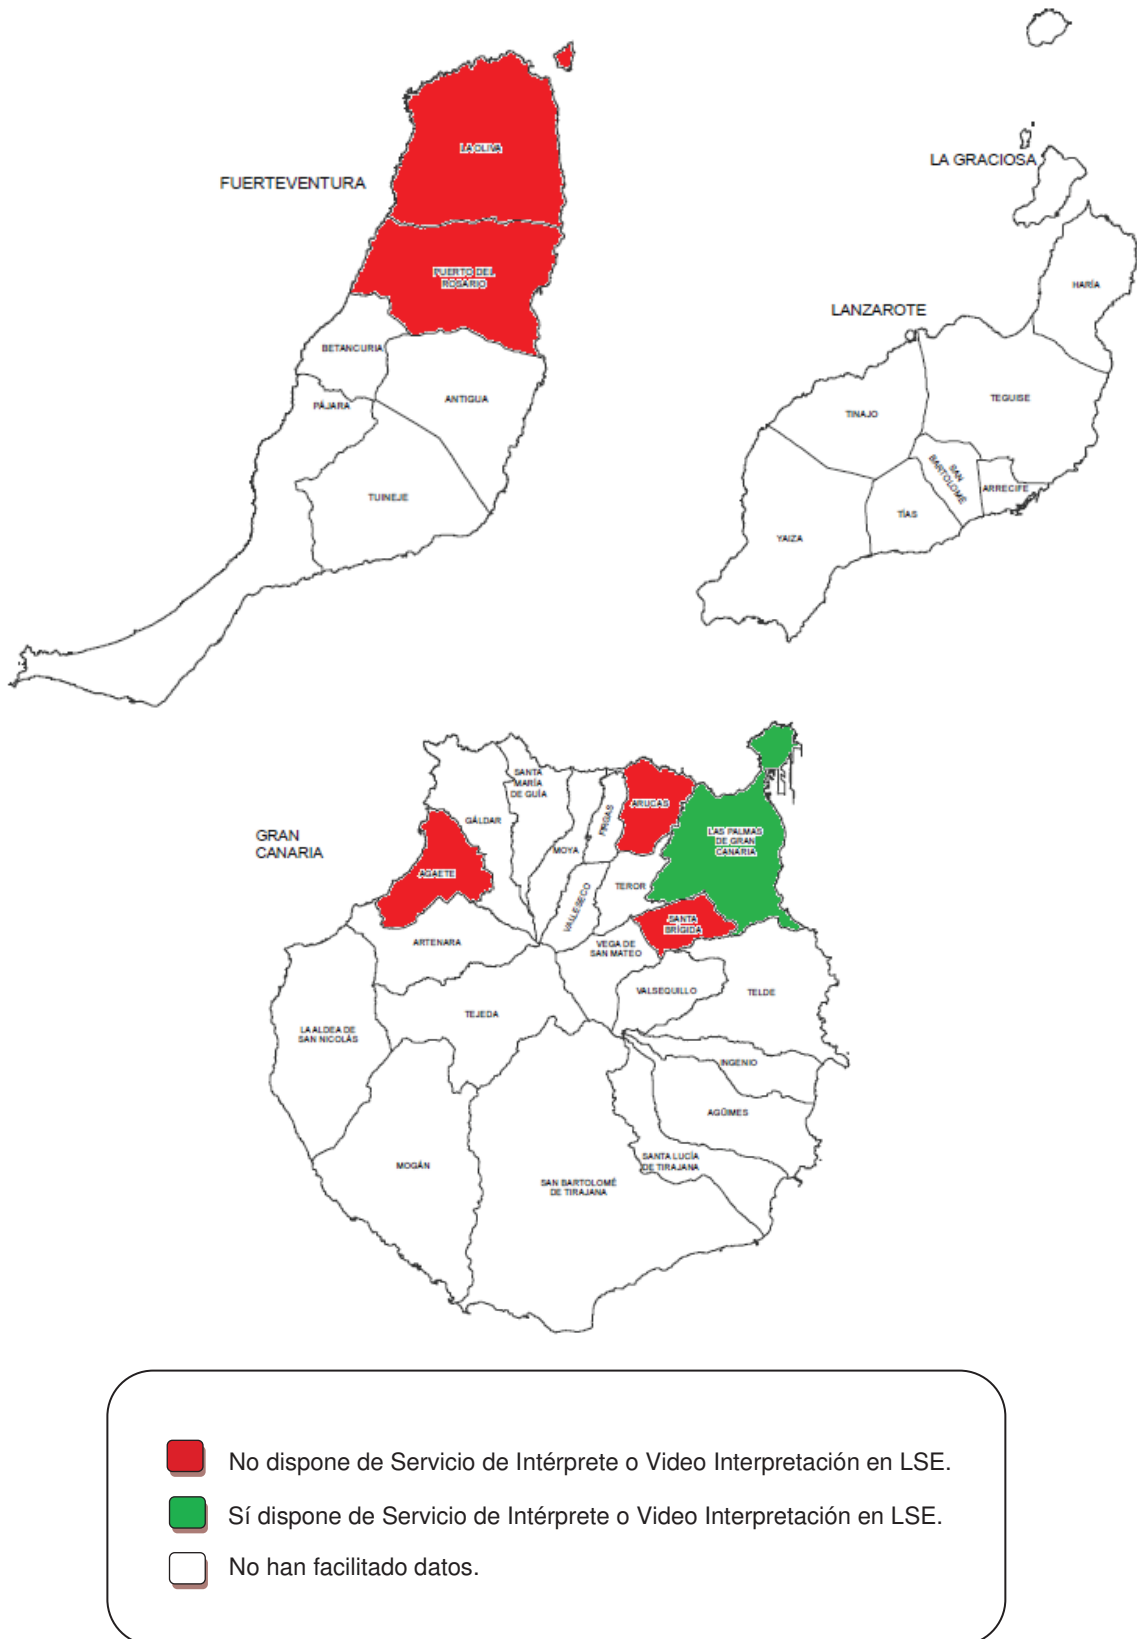 FUERTEVENTURA
LA OLIVA
PUERTO DEL
ROSARIO
BETANCURIA
PÁJARA
ANTIGUA
TUINEJE
LA GRACIOSA
LANZAROTE
HARÍA
TEGUISE
TINAJO
SAN
BARTOLOMÉ
ARRECIFE
TÍAS
YAIZA
GRAN
CANARIA
SANTA
MARÍA
DE GUÍA
GÁLDAR
MOYA
FIRGAS
ARUCAS
LAS PALMAS
DE GRAN
CANARIA
AGAETE
VALLESECO
TEROR
SANTA
BRÍGIDA
ARTENARA
VEGA DE
SAN MATEO
VALSEQUILLO
TELDE
TEJEDA
LA ALDEA DE
SAN NICOLÁS
INGENIO
AGÜIMES
MOGÁN
SANTA LUCÍA
DE TIRAJANA
SAN BARTOLOMÉ
DE TIRAJANA
No dispone de Servicio de Intérprete o Video Interpretación en LSE.
Sí dispone de Servicio de Intérprete o Video Interpretación en LSE.
No han facilitado datos.